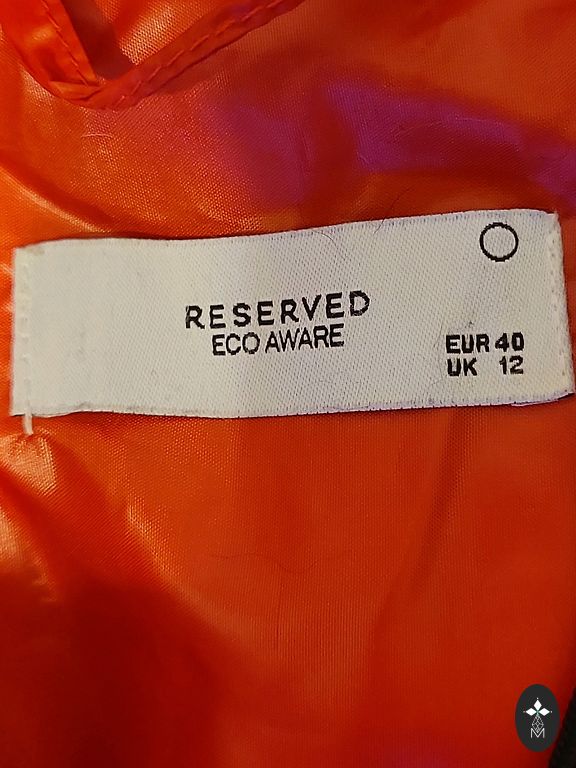 RESERVED
ECO AWARE
EUR 40
UK 12